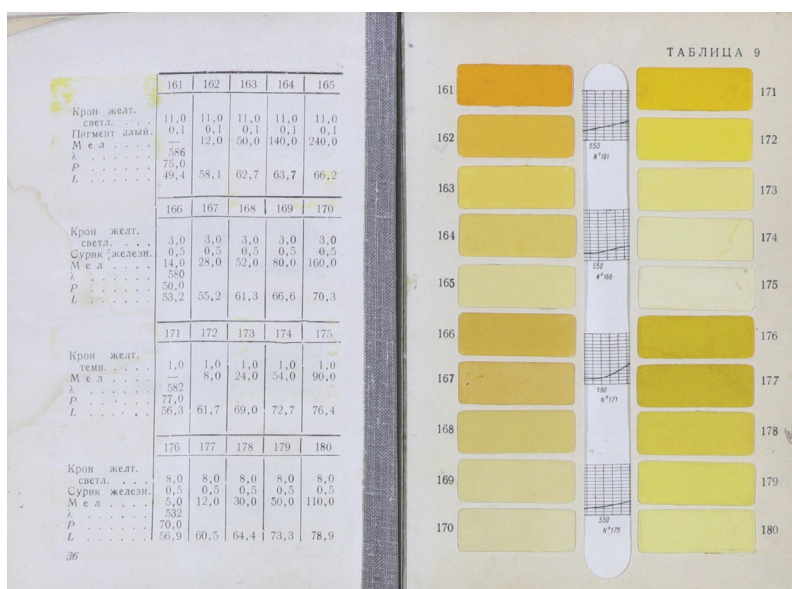 161 162 163 164 165
Крон желт.
светл. . . . 11,0 11,0 11,0 11,0 11,0
Пигмент алый. 0,1 0,1 0,1 0,1 0,1
Мел . . . . — 12,0 50,0 140,0 240,0
λ . . . . . . 586
P . . . . . . 75,0
L . . . . . . 49,4 58,1 62,7 63,7 66,2
166 167 168 169 170
Крон желт.
светл. . . . 3,0 3,0 3,0 3,0 3,0
Сурик железн. 0,5 0,5 0,5 0,5 0,5
Мел . . . . 14,0 28,0 52,0 80,0 160,0
λ . . . . . . 580
P . . . . . . 50,0
L . . . . . . 53,2 55,2 61,3 66,6 70,3
171 172 173 174 175
Крон желт.
темн. . . . . 1,0 1,0 1,0 1,0 1,0
Мел . . . . — 8,0 24,0 54,0 90,0
λ . . . . . . 582
P . . . . . . 77,0
L . . . . . . 56,3 61,7 69,0 72,7 76,4
176 177 178 179 180
Крон желт.
светл. . . . 8,0 8,0 8,0 8,0 8,0
Сурик железн. 0,5 0,5 0,5 0,5 0,5
Мел . . . . 5,0 12,0 30,0 50,0 110,0
λ . . . . . . 532
P . . . . . . 70,0
L . . . . . . 56,9 60,5 64,4 73,3 78,9
36
ТАБЛИЦА 9
161
162
163
164
165
166
167
168
169
170
550
N°161
550
N°166
550
N°171
550
N°176
171
172
173
174
175
176
177
178
179
180